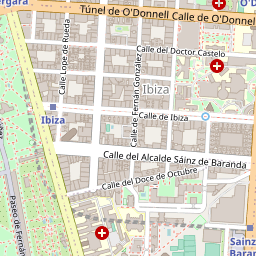 ergara
Túnel de O'Donnell Calle de O'Donnel
O'D
Calle del Doctor Castelo
Calle Lope de Rueda
Calle de Fernán González
Ibiza
Calle de Ibiza
Ibiza
Calle del Alcalde Sáinz de Baranda
Calle del Doce de Octubre
Paseo de Fernán
Sainz
Baran